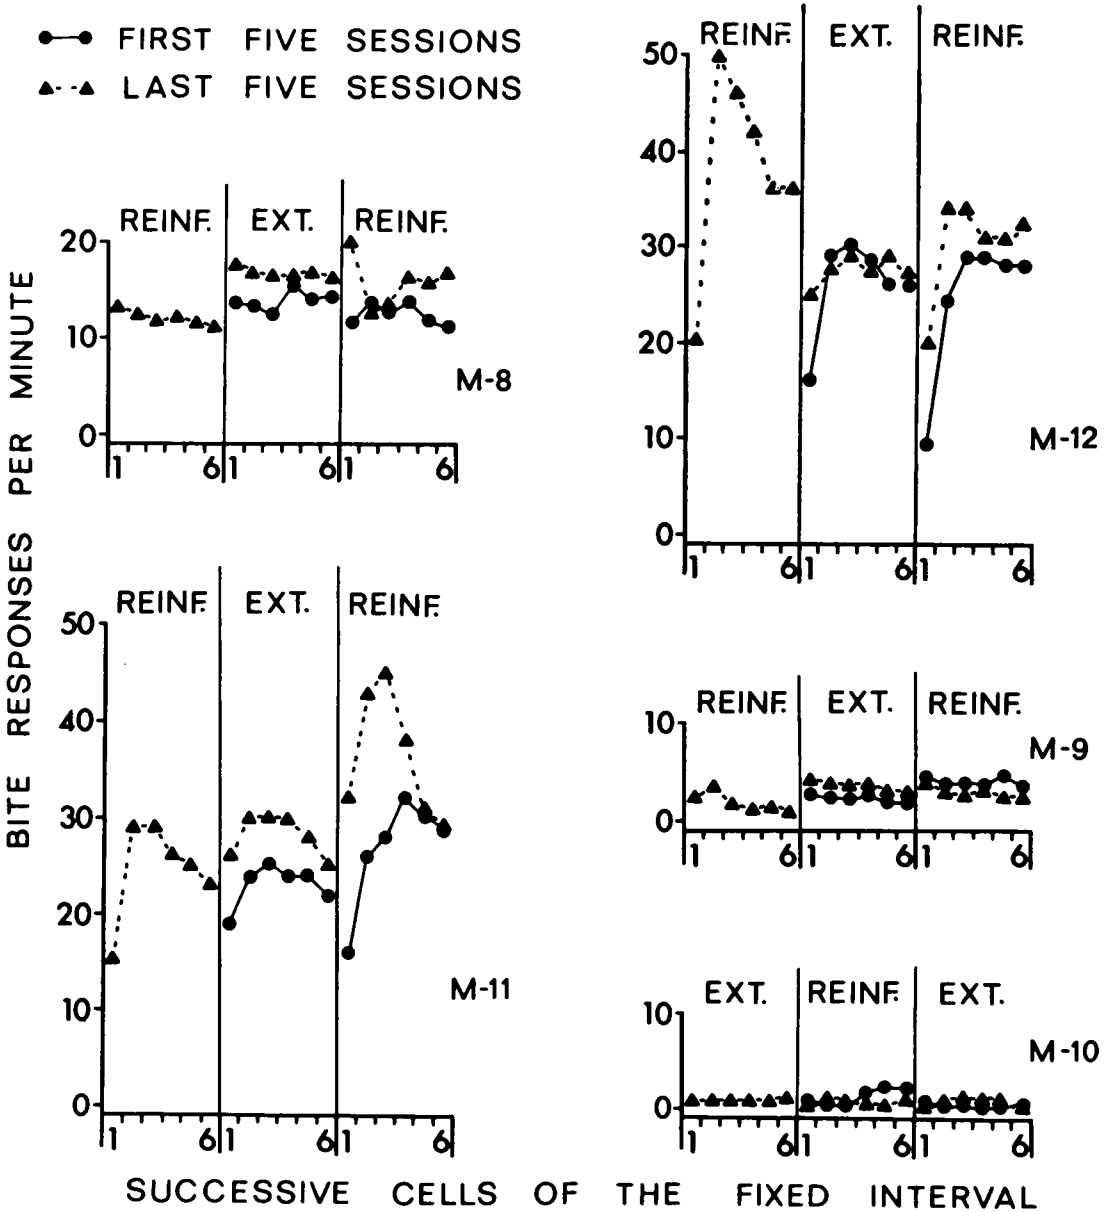 FIRST FIVE SESSIONS
LAST FIVE SESSIONS
BITE RESPONSES PER MINUTE
REINF. EXT. REINF.
20
10
0
1 6 1 6 1 6
M-8
REINF. EXT. REINF.
50
40
30
20
10
0
1 6 1 6 1 6
M-11
REINF. EXT. REINF.
50
40
30
20
10
0
1 6 1 6 1 6
M-12
REINF. EXT. REINF.
10
0
1 6 1 6 1 6
M-9
EXT. REINF. EXT.
10
0
1 6 1 6 1 6
M-10
SUCCESSIVE CELLS OF THE FIXED INTERVAL